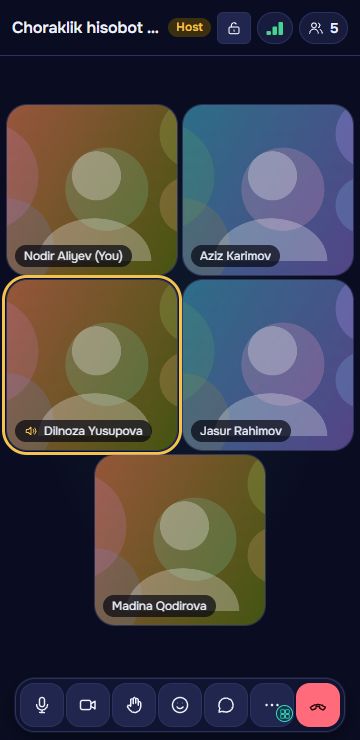 Choraklik hisobot ...
Host
5
Nodir Aliyev (You)
Aziz Karimov
Dilnoza Yusupova
Jasur Rahimov
Madina Qodirova